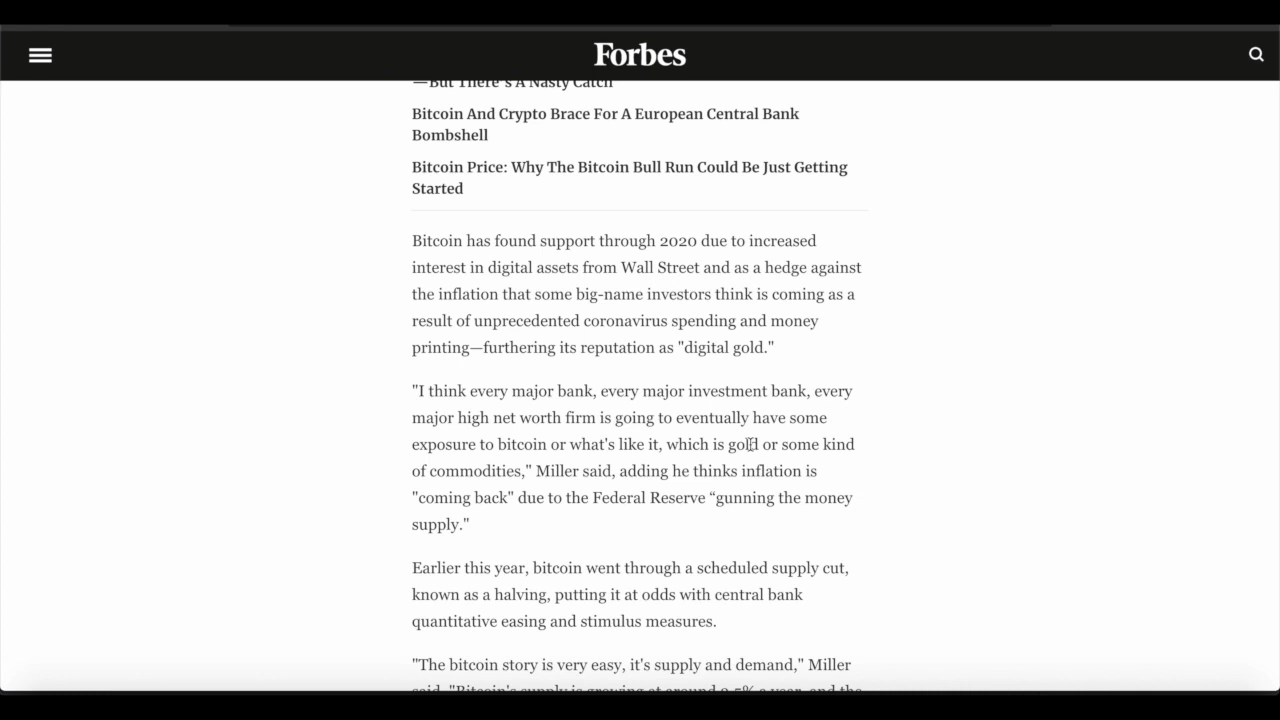 Forbes
—But There's A Nasty Catch
Bitcoin And Crypto Brace For A European Central Bank
Bombshell
Bitcoin Price: Why The Bitcoin Bull Run Could Be Just Getting
Started
Bitcoin has found support through 2020 due to increased
interest in digital assets from Wall Street and as a hedge against
the inflation that some big-name investors think is coming as a
result of unprecedented coronavirus spending and money
printing—furthering its reputation as "digital gold."
"I think every major bank, every major investment bank, every
major high net worth firm is going to eventually have some
exposure to bitcoin or what's like it, which is gold or some kind
of commodities," Miller said, adding he thinks inflation is
"coming back" due to the Federal Reserve “gunning the money
supply."
Earlier this year, bitcoin went through a scheduled supply cut,
known as a halving, putting it at odds with central bank
quantitative easing and stimulus measures.
"The bitcoin story is very easy, it's supply and demand," Miller
said. "Bitcoin's supply is growing at around 2.5% a year, and the